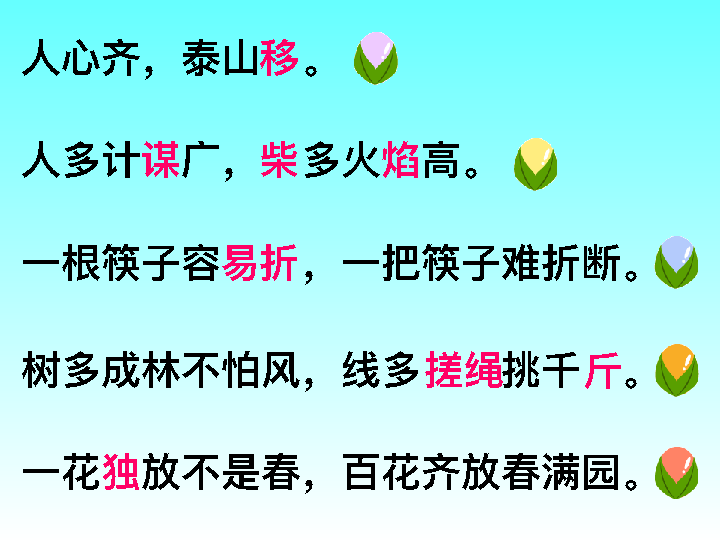 人心齐，泰山移。
人多计谋广，柴多火焰高。
一根筷子容易折，一把筷子难折断。
树多成林不怕风，线多搓绳挑千斤。
一花独放不是春，百花齐放春满园。